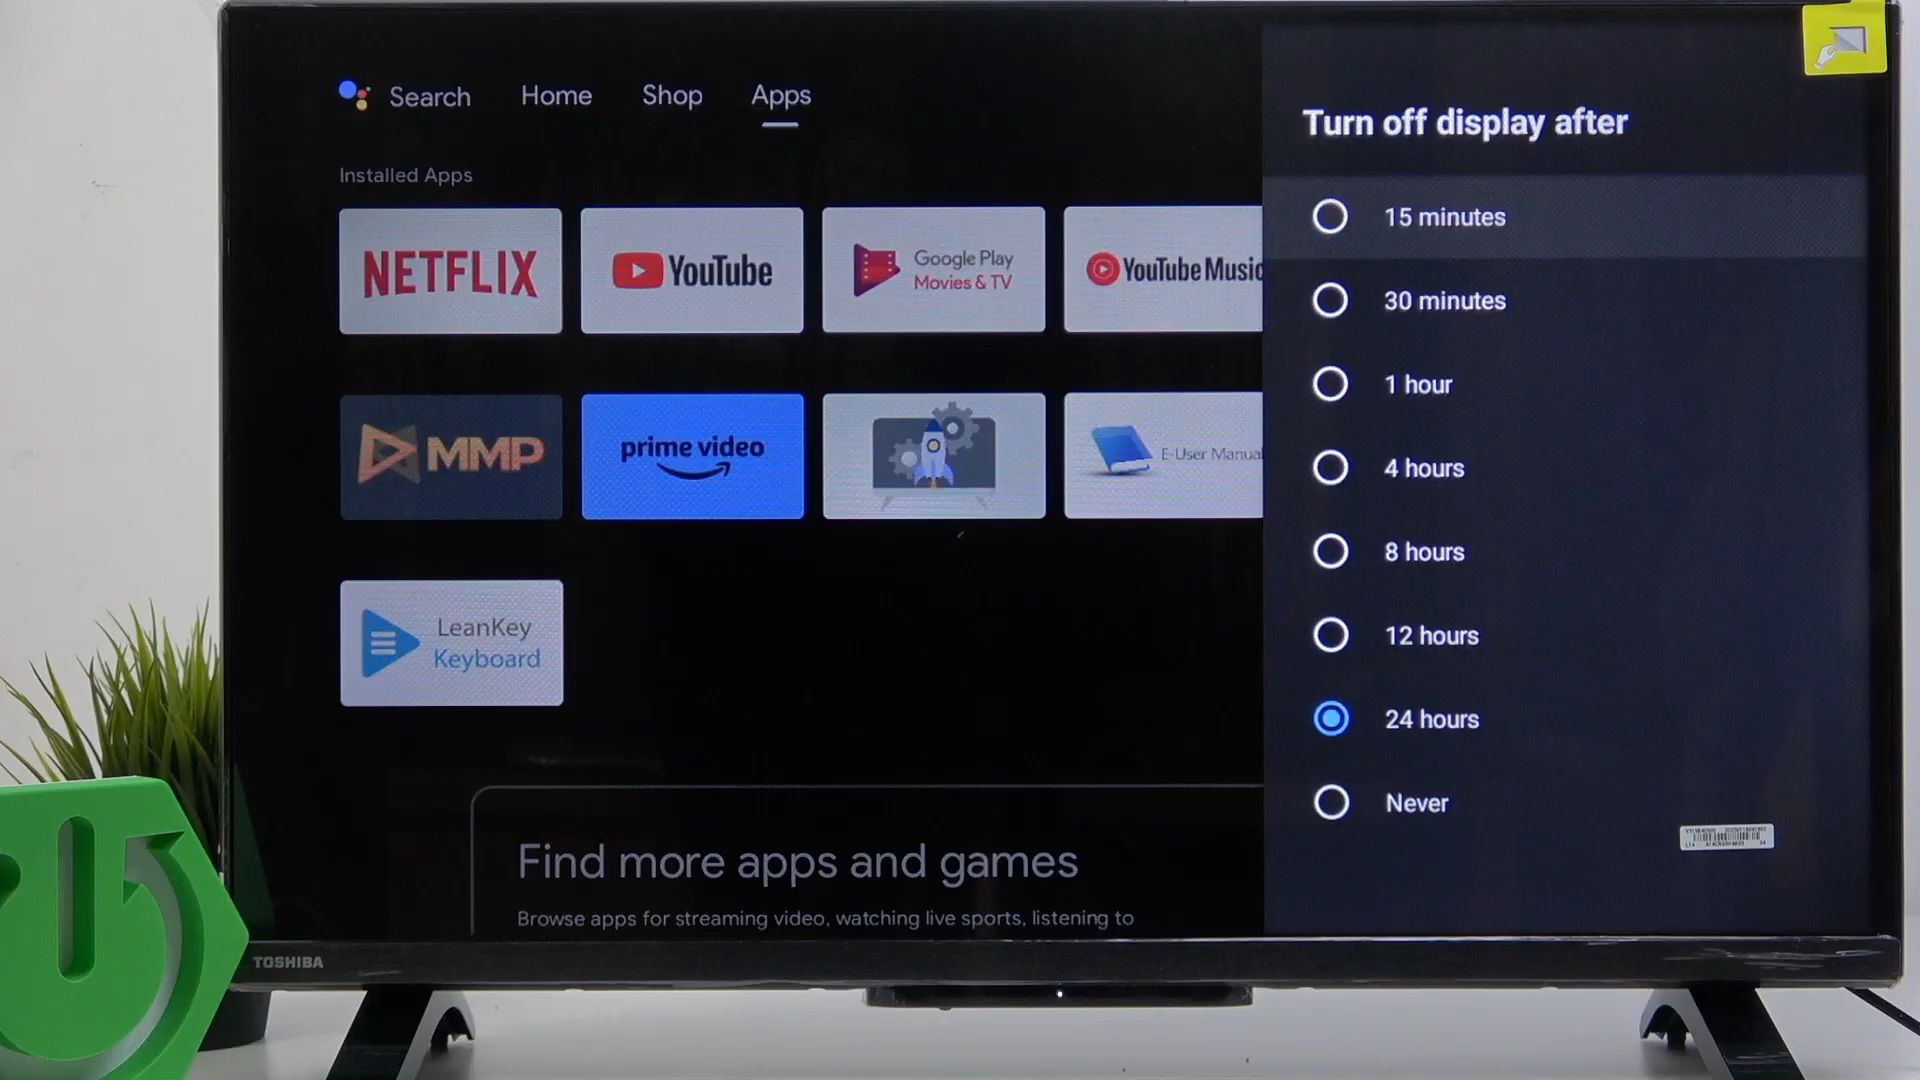 Search
Home
Shop
Apps
Installed Apps
NETFLIX
YouTube
Google Play
Movies & TV
YouTube Music
MMP
prime video
E-User Manual
LeanKey
Keyboard
Find more apps and games
Browse apps for streaming video, watching live sports, listening to
Turn off display after
15 minutes
30 minutes
1 hour
4 hours
8 hours
12 hours
24 hours
Never
TOSHIBA